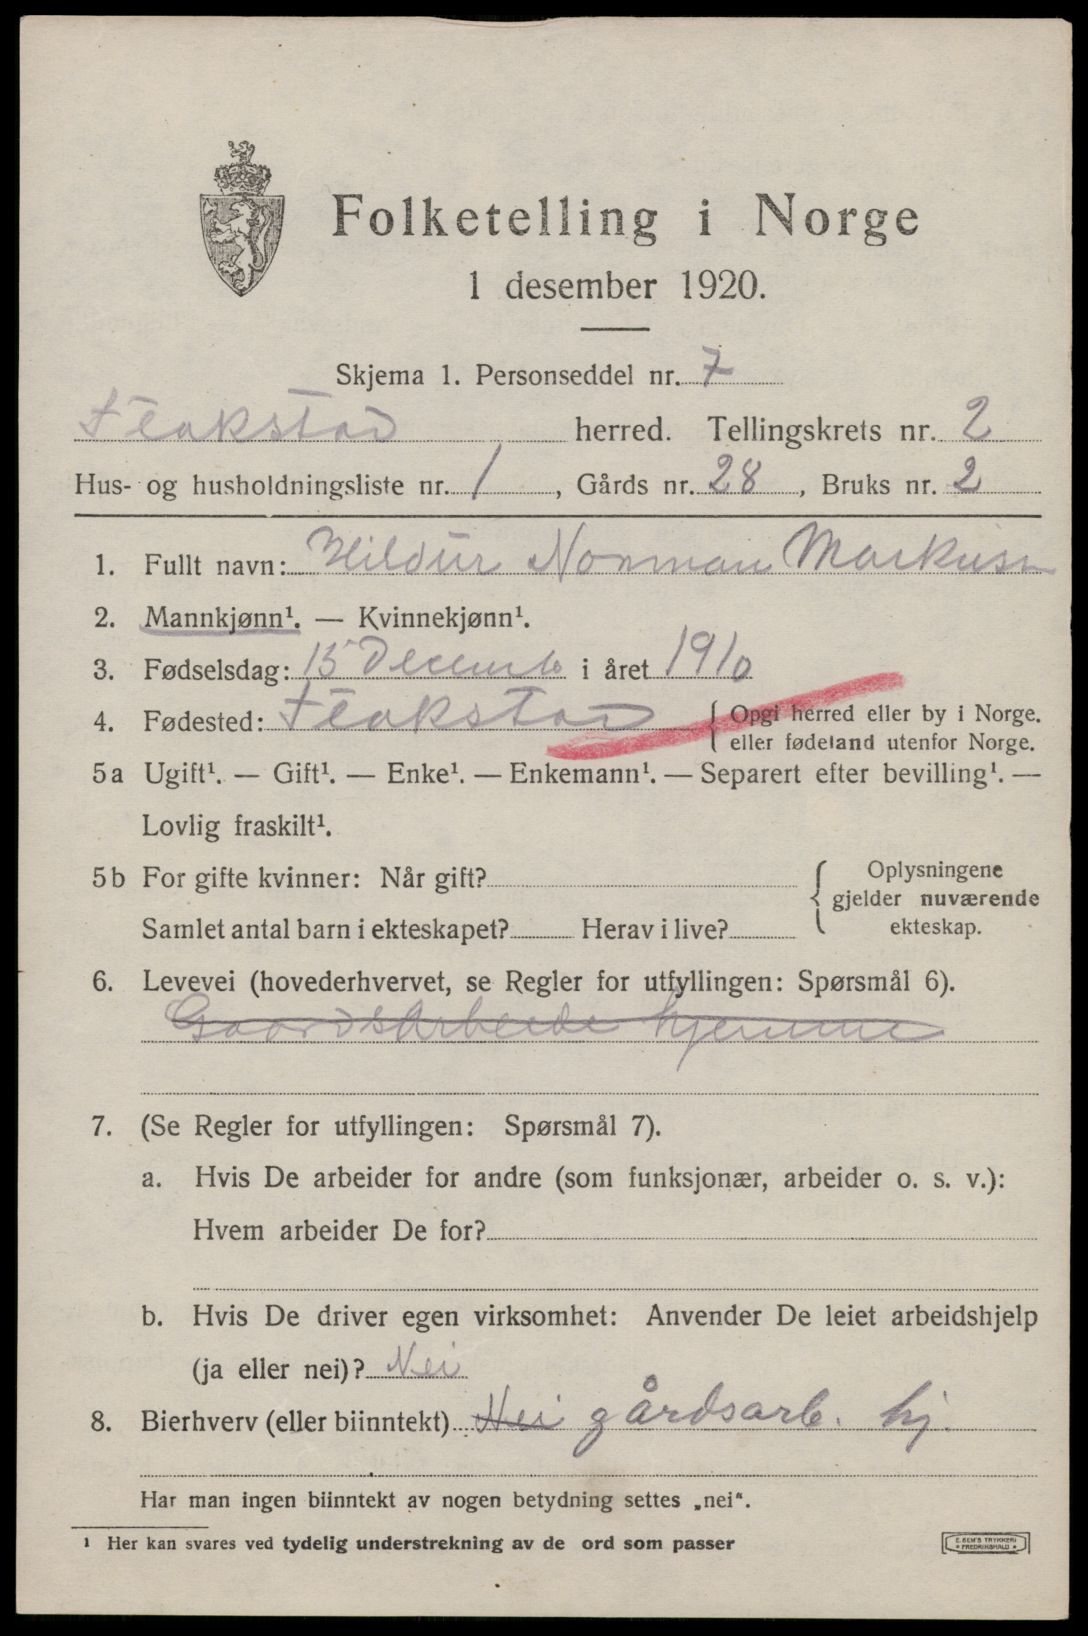 Folketelling i Norge
1 desember 1920.
Skjema 1. Personseddel nr. 7
Flakstad herred. Tellingskrets nr. 2
Hus- og husholdningsliste nr. 1, Gårds nr. 28, Bruks nr. 2
1. Fullt navn: Hildur Norman Markusn
2. Mannkjønn¹. — Kvinnekjønn¹.
3. Fødselsdag: 15 Decemb i året 1910
4. Fødested: Flakstad { Opgi herred eller by i Norge.
eller fødeland utenfor Norge.
5a Ugift¹. — Gift¹. — Enke¹. — Enkemann¹. — Separert efter bevilling¹. —
Lovlig fraskilt¹.
5b For gifte kvinner: Når gift? { Oplysningene
gjelder nuværende
Samlet antal barn i ekteskapet? Herav i live? ekteskap.
6. Levevei (hovederhvervet, se Regler for utfyllingen: Spørsmål 6).
Gaardsarbeide hjemme
7. (Se Regler for utfyllingen: Spørsmål 7).
a. Hvis De arbeider for andre (som funksjonær, arbeider o. s. v.):
Hvem arbeider De for?
b. Hvis De driver egen virksomhet: Anvender De leiet arbeidshjelp
(ja eller nei)? Nei
8. Bierhverv (eller biinntekt) Nei gårdsarb. hj.
Har man ingen biinntekt av nogen betydning settes „nei“.
¹ Her kan svares ved tydelig understrekning av de ord som passer
E. SEM'S TRYKKERI
* FREDRIKSHALD *